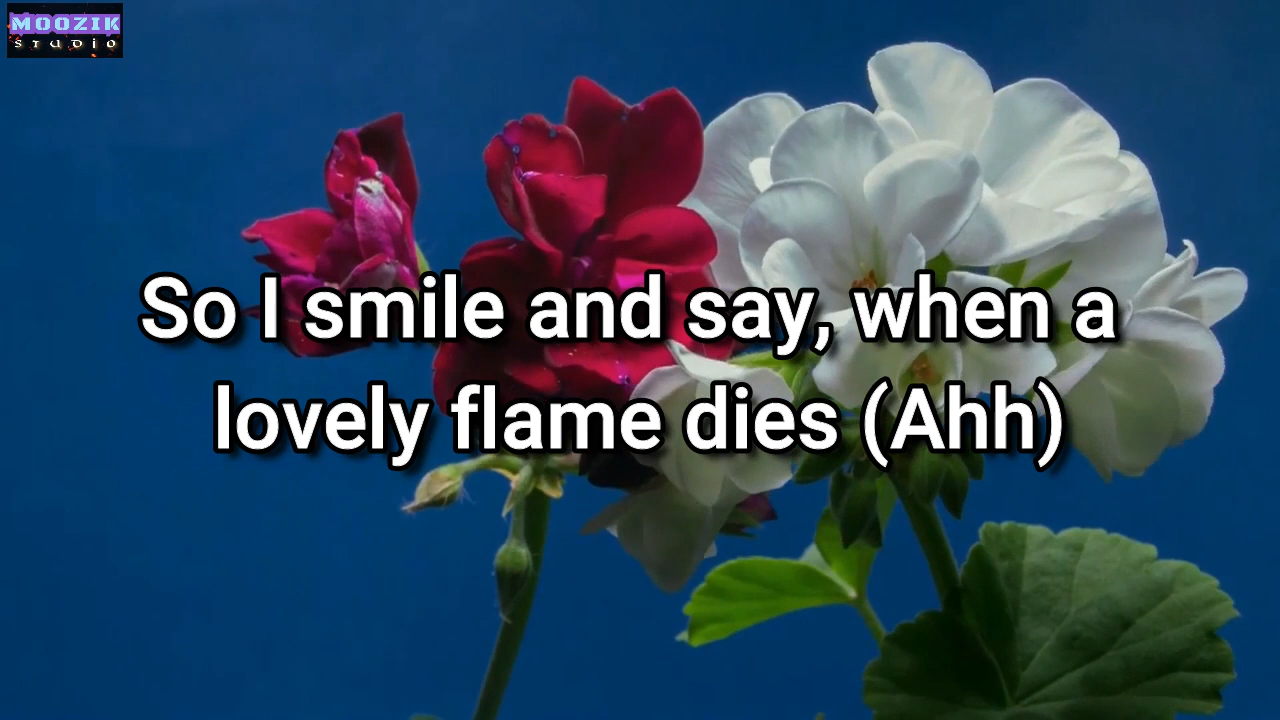 MOOZIK
STUDIO
So I smile and say, when a
lovely flame dies (Ahh)